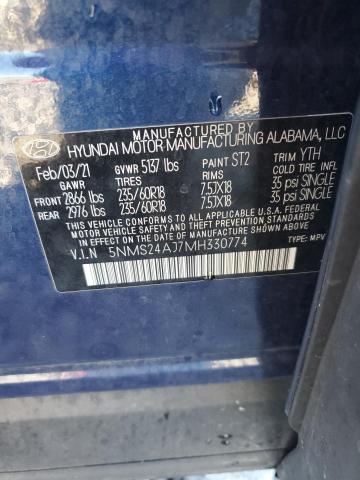 MANUFACTURED BY
HYUNDAI MOTOR MANUFACTURING ALABAMA, LLC
Feb/03/21 GVWR 5137 lbs PAINT ST2 TRIM YTH
GAWR TIRES RIMS COLD TIRE INFL
FRONT 2866 lbs 235/60R18 7.5JX18 35 psi SINGLE
REAR 2976 lbs 235/60R18 7.5JX18 35 psi SINGLE
THIS VEHICLE CONFORMS TO ALL APPLICABLE U.S.A. FEDERAL
MOTOR VEHICLE SAFETY, BUMPER, AND THEFT PREVENTION
STANDARDS IN EFFECT ON THE DATE OF MANUFACTURE SHOWN ABOVE.
V.I.N 5NMS24AJ7MH330774 TYPE: MPV